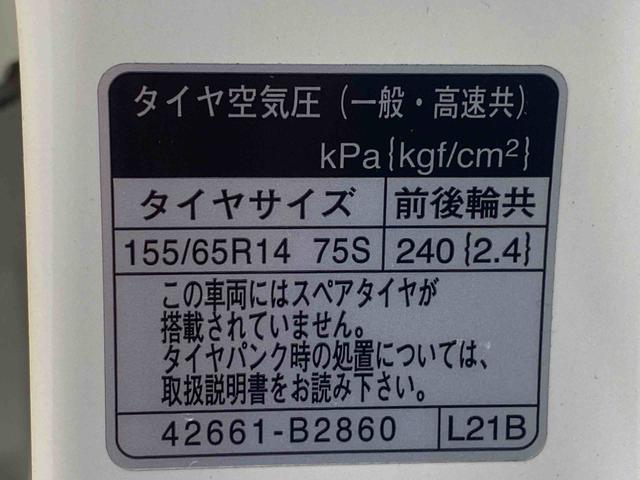 タイヤ空気圧（一般・高速共）
kPa{kgf/cm²}
タイヤサイズ 前後輪共
155/65R14 75S 240{2.4}
この車両にはスペアタイヤが
搭載されていません。
タイヤパンク時の処置については、
取扱説明書をお読み下さい。
42661-B2860 L21B